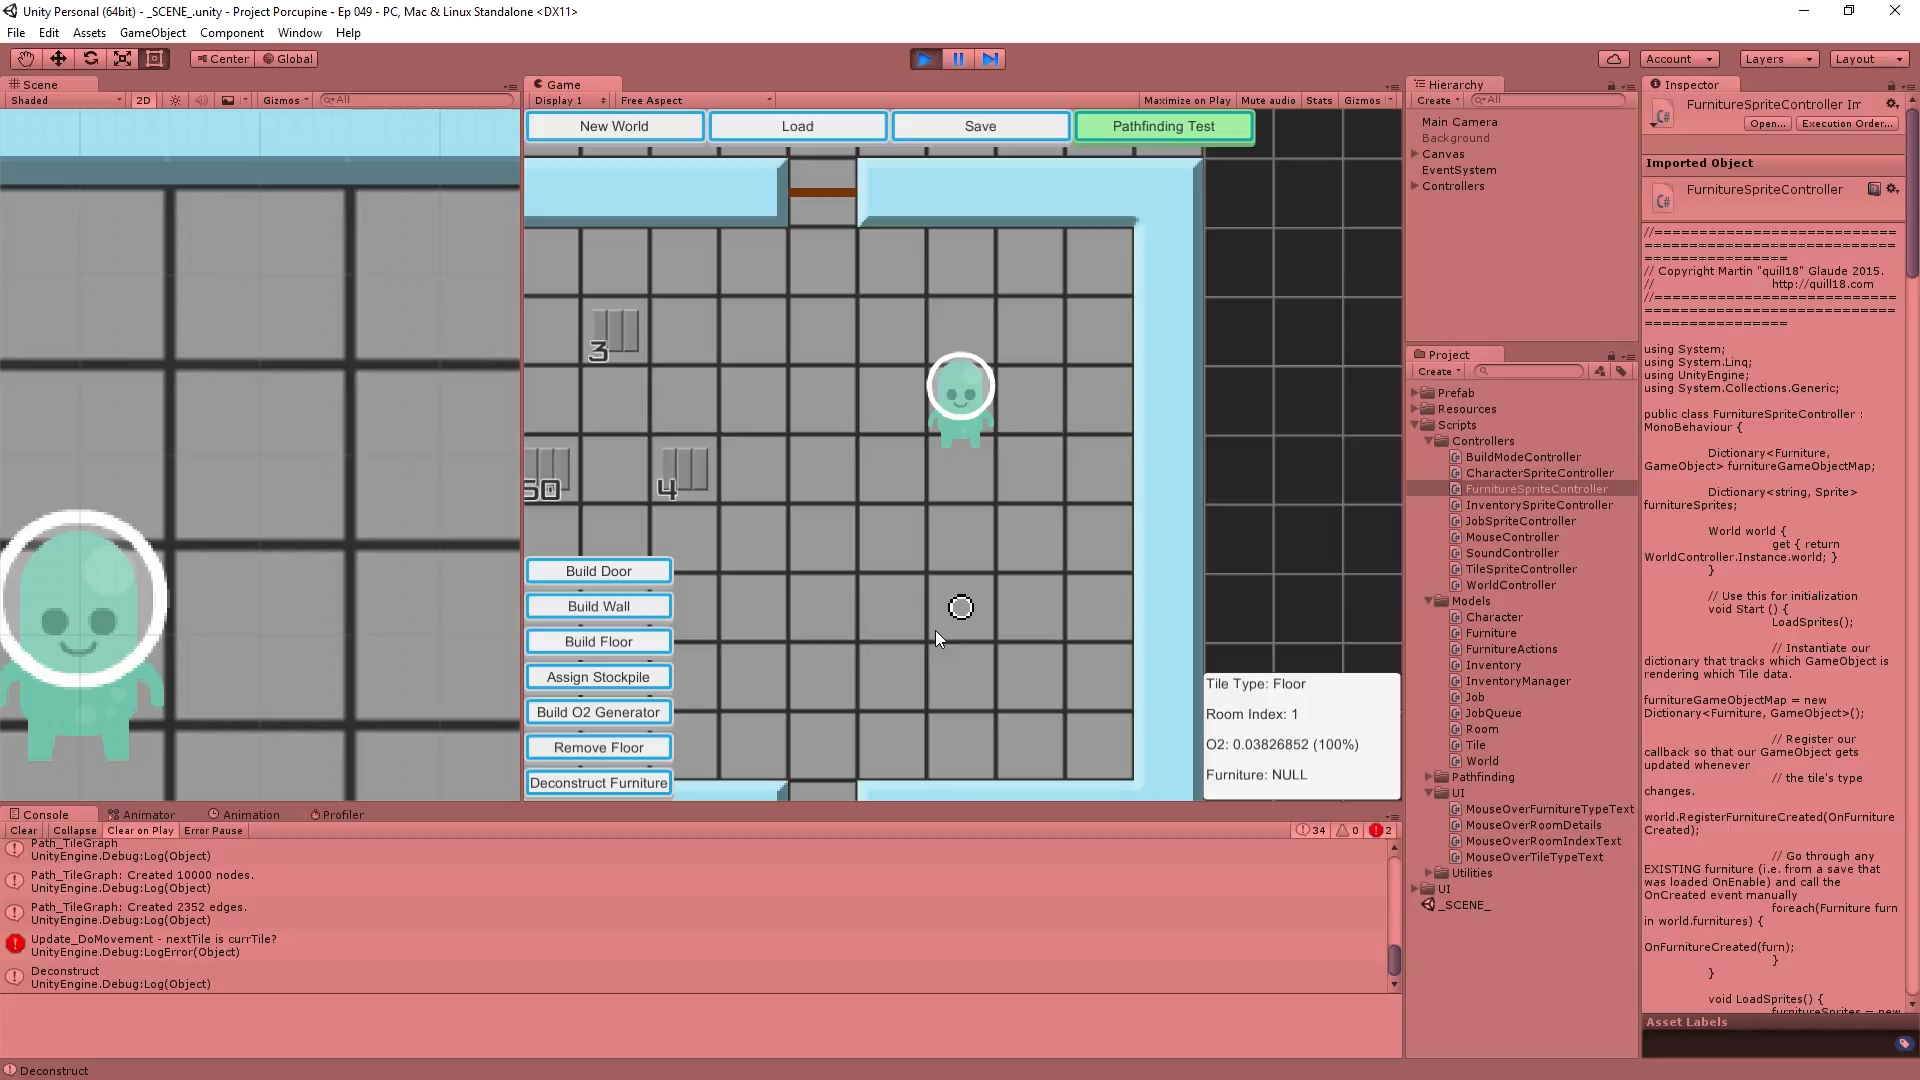 Unity Personal (64bit) - _SCENE_.unity - Project Porcupine - Ep 049 - PC, Mac & Linux Standalone <DX11>
File Edit Assets GameObject Component Window Help
Center Global
Account Layers Layout
Scene
Shaded 2D Gizmos All
Game
Display 1 Free Aspect Maximize on Play Mute audio Stats Gizmos
New World Load Save Pathfinding Test
3
50
4
Build Door
Build Wall
Build Floor
Assign Stockpile
Build O2 Generator
Remove Floor
Deconstruct Furniture
Tile Type: Floor
Room Index: 1
O2: 0.03826852 (100%)
Furniture: NULL
Hierarchy
Create All
Main Camera
Background
Canvas
EventSystem
Controllers
Project
Create
Prefab
Resources
Scripts
Controllers
BuildModeController
CharacterSpriteController
FurnitureSpriteController
InventorySpriteController
JobSpriteController
MouseController
SoundController
TileSpriteController
WorldController
Models
Character
Furniture
FurnitureActions
Inventory
InventoryManager
Job
JobQueue
Room
Tile
World
Pathfinding
UI
MouseOverFurnitureTypeText
MouseOverRoomDetails
MouseOverRoomIndexText
MouseOverTileTypeText
Utilities
UI
_SCENE_
Inspector
FurnitureSpriteController Im
Open... Execution Order...
Imported Object
FurnitureSpriteController
//===========================
===========================
================
// Copyright Martin "quill18" Glaude 2015.
// http://quill18.com
//===========================
===========================
================
using System;
using System.Linq;
using UnityEngine;
using System.Collections.Generic;
public class FurnitureSpriteController :
MonoBehaviour {
Dictionary<Furniture,
GameObject> furnitureGameObjectMap;
Dictionary<string, Sprite>
furnitureSprites;
World world {
get { return
WorldController.Instance.world; }
}
// Use this for initialization
void Start () {
LoadSprites();
// Instantiate our
dictionary that tracks which GameObject is
rendering which Tile data.
furnitureGameObjectMap = new
Dictionary<Furniture, GameObject>();
// Register our
callback so that our GameObject gets
updated whenever
// the tile's type
changes.
world.RegisterFurnitureCreated(OnFurniture
Created);
// Go through any
EXISTING furniture (i.e. from a save that
was loaded OnEnable) and call the
OnCreated event manually
foreach(Furniture furn
in world.furnitures) {
OnFurnitureCreated(furn);
}
}
void LoadSprites() {
furnitureSprites = new
Asset Labels
Console Animator Animation Profiler
Clear Collapse Clear on Play Error Pause 34 0 2
Path_TileGraph
UnityEngine.Debug:Log(Object)
Path_TileGraph: Created 10000 nodes.
UnityEngine.Debug:Log(Object)
Path_TileGraph: Created 2352 edges.
UnityEngine.Debug:Log(Object)
Update_DoMovement - nextTile is currTile?
UnityEngine.Debug:LogError(Object)
Deconstruct
UnityEngine.Debug:Log(Object)
Deconstruct